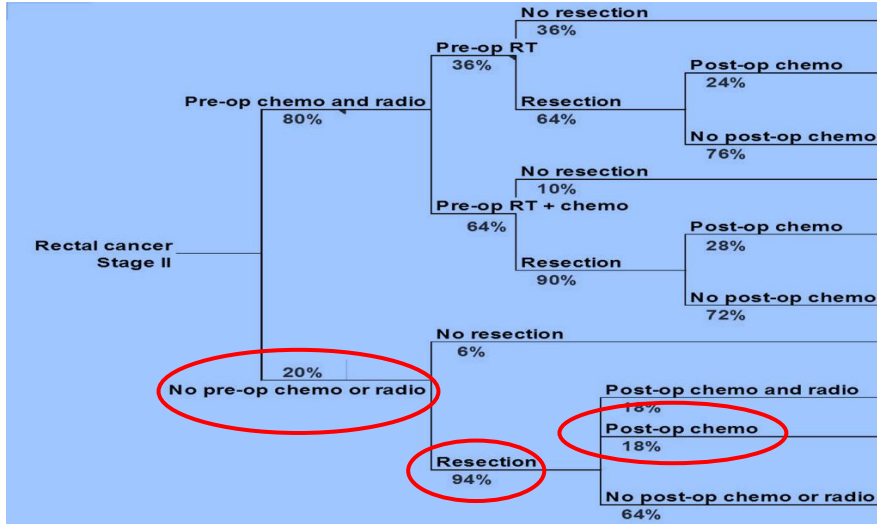 No resection
36%
Pre-op RT
36%
Post-op chemo
24%
Pre-op chemo and radio
80%
Resection
64%
No post-op chemo
76%
No resection
10%
Pre-op RT + chemo
64%
Post-op chemo
28%
Rectal cancer
Stage II
Resection
90%
No post-op chemo
72%
No resection
6%
20%
No pre-op chemo or radio
Post-op chemo and radio
18%
Post-op chemo
18%
Resection
94%
No post-op chemo or radio
64%